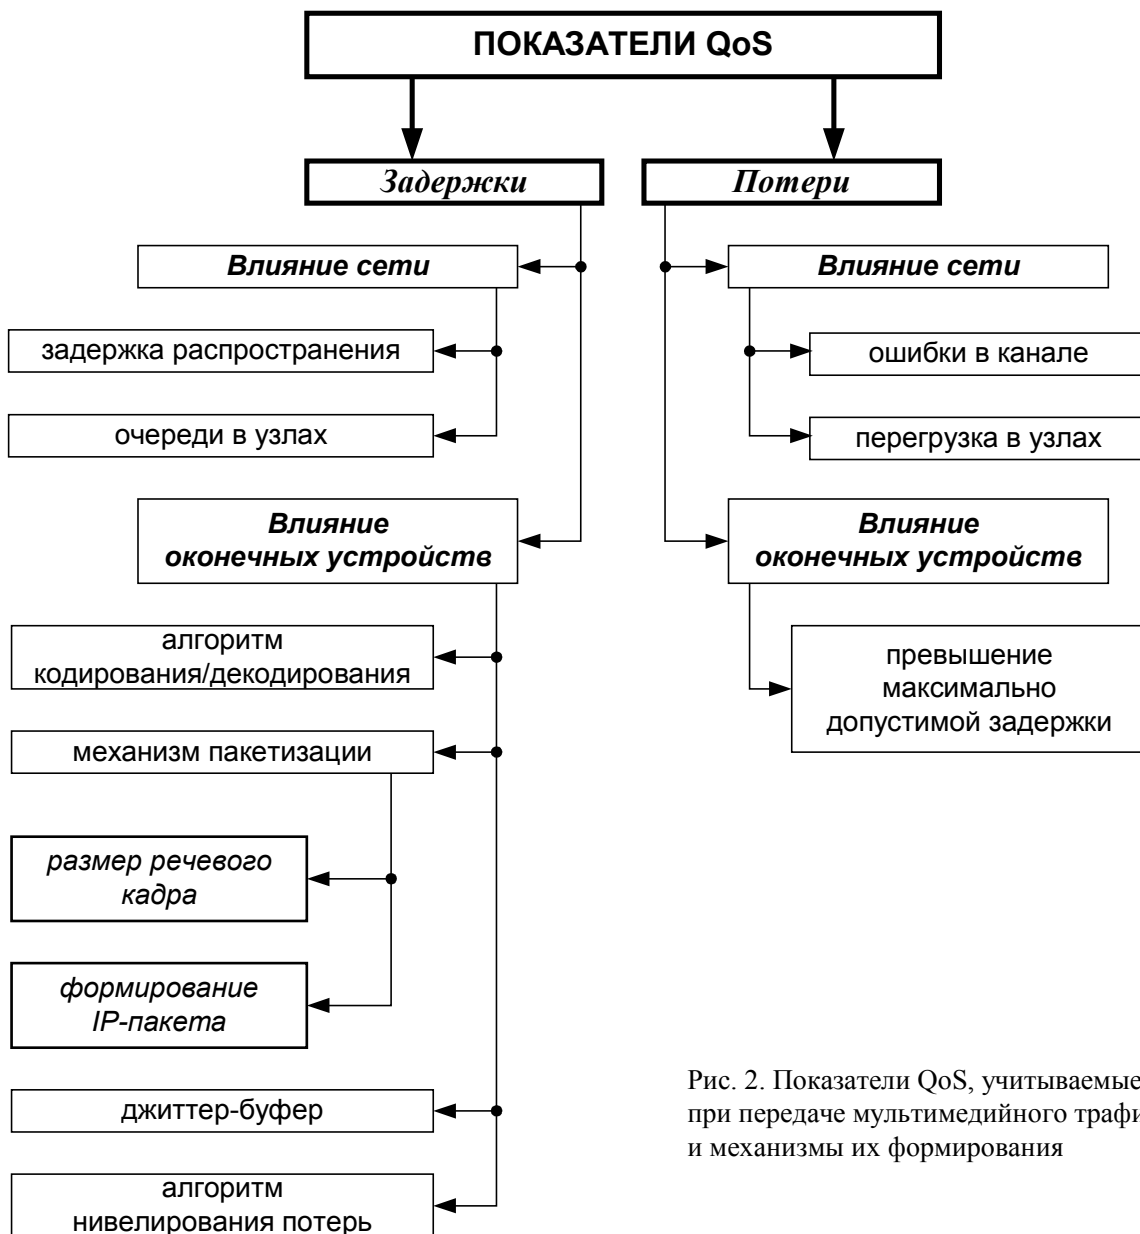 ПОКАЗАТЕЛИ QoS
Задержки
Потери
Влияние сети
задержка распространения
очереди в узлах
Влияние
оконечных устройств
алгоритм
кодирования/декодирования
механизм пакетизации
размер речевого
кадра
формирование
IP-пакета
джиттер-буфер
алгоритм
нивелирования потерь
Влияние сети
ошибки в канале
перегрузка в узлах
Влияние
оконечных устройств
превышение
максимально
допустимой задержки
Рис. 2. Показатели QoS, учитываемые
при передаче мультимедийного трафи
и механизмы их формирования